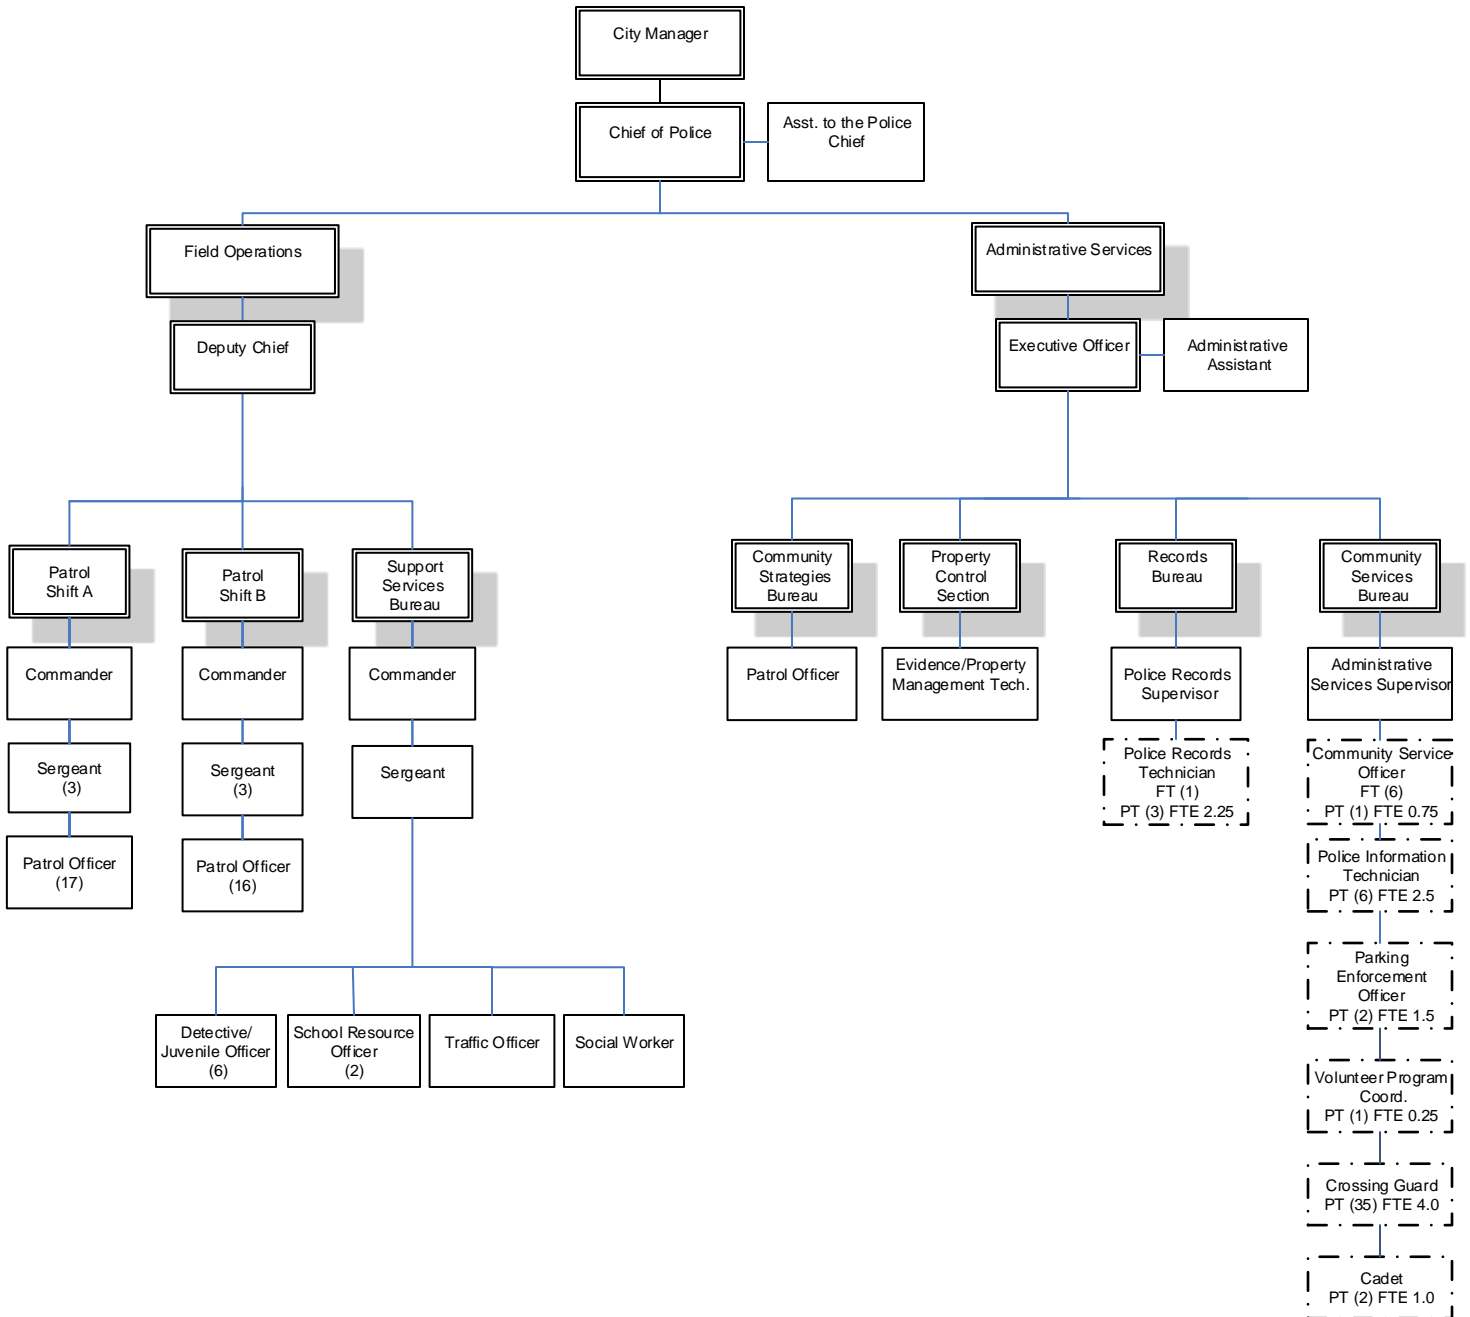 City Manager
Chief of Police
Asst. to the Police
Chief
Field Operations
Administrative Services
Deputy Chief
Executive Officer
Administrative
Assistant
Patrol
Shift A
Patrol
Shift B
Support
Services
Bureau
Community
Strategies
Bureau
Property
Control
Section
Records
Bureau
Community
Services
Bureau
Commander
Commander
Commander
Patrol Officer
Evidence/Property
Management Tech.
Police Records
Supervisor
Administrative
Services Supervisor
Sergeant
(3)
Sergeant
(3)
Sergeant
Police Records
Technician
FT (1)
PT (3) FTE 2.25
Community Service
Officer
FT (6)
PT (1) FTE 0.75
Patrol Officer
(17)
Patrol Officer
(16)
Police Information
Technician
PT (6) FTE 2.5
Parking
Enforcement
Officer
PT (2) FTE 1.5
Detective/
Juvenile Officer
(6)
School Resource
Officer
(2)
Traffic Officer
Social Worker
Volunteer Program
Coord.
PT (1) FTE 0.25
Crossing Guard
PT (35) FTE 4.0
Cadet
PT (2) FTE 1.0